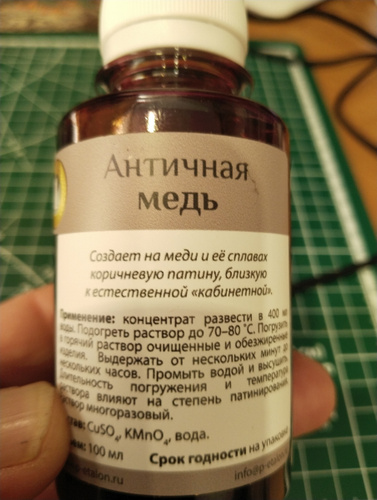 Античная
медь
Создает на меди и её сплавах
коричневую патину, близкую
к естественной «кабинетной».
Применение: концентрат развести в 400 мл
воды. Подогреть раствор до 70–80 °С. Погрузить
в горячий раствор очищенные и обезжиренные
изделия. Выдержать от нескольких минут до
нескольких часов. Промыть водой и высушить.
Длительность погружения и температура
раствора влияют на степень патинирования.
Раствор многоразовый.
CuSO₄, KMnO₄, вода.
100 мл
Срок годности на упаковке
info@p-etalon
etalon.ru